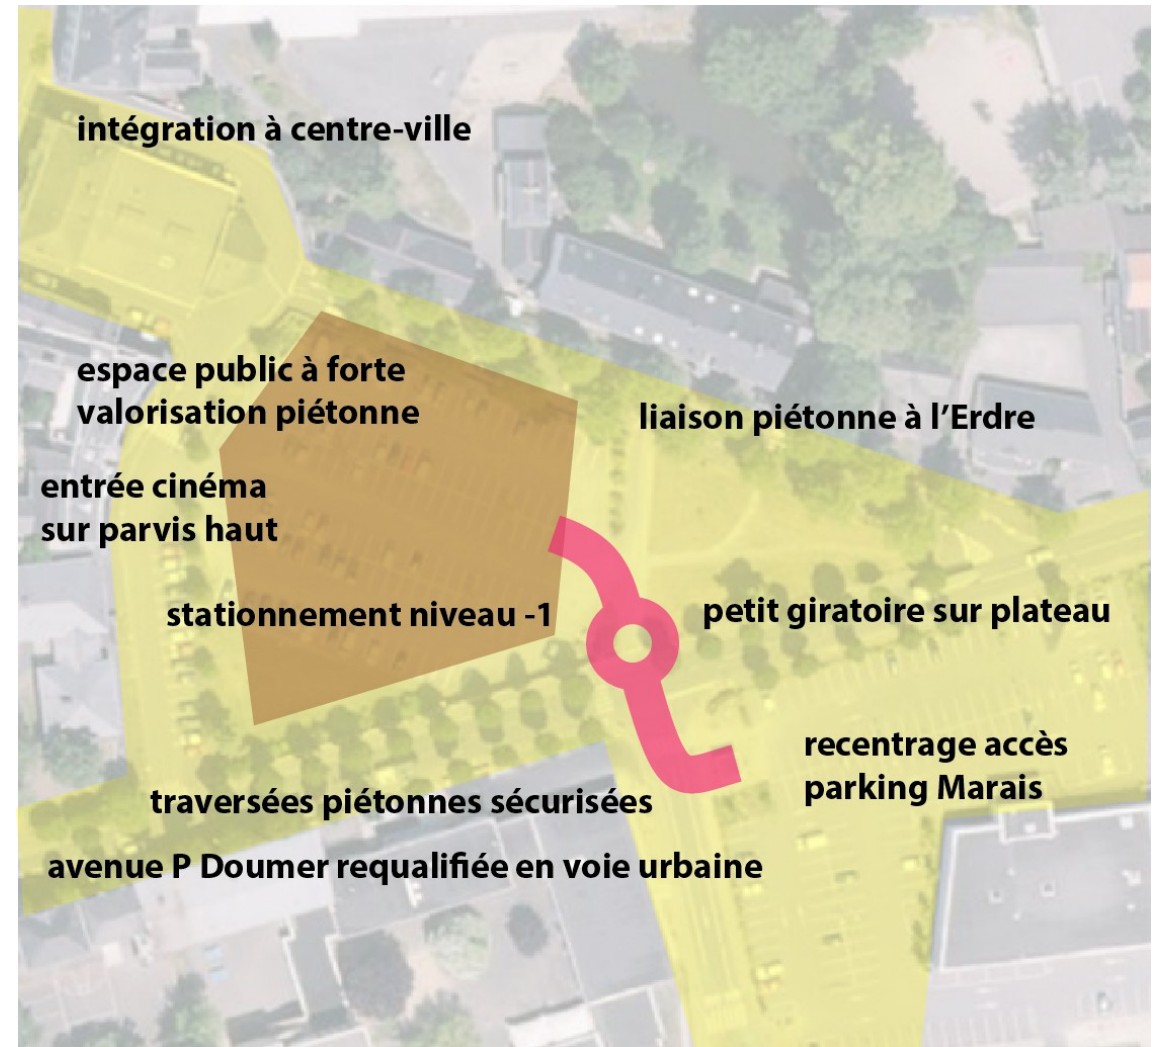 intégration à centre-ville
espace public à forte
valorisation piétonne
liaison piétonne à l'Erdre
entrée cinéma
sur parvis haut
stationnement niveau -1
petit giratoire sur plateau
recentrage accès
parking Marais
traversées piétonnes sécurisées
avenue P Doumer requalifiée en voie urbaine